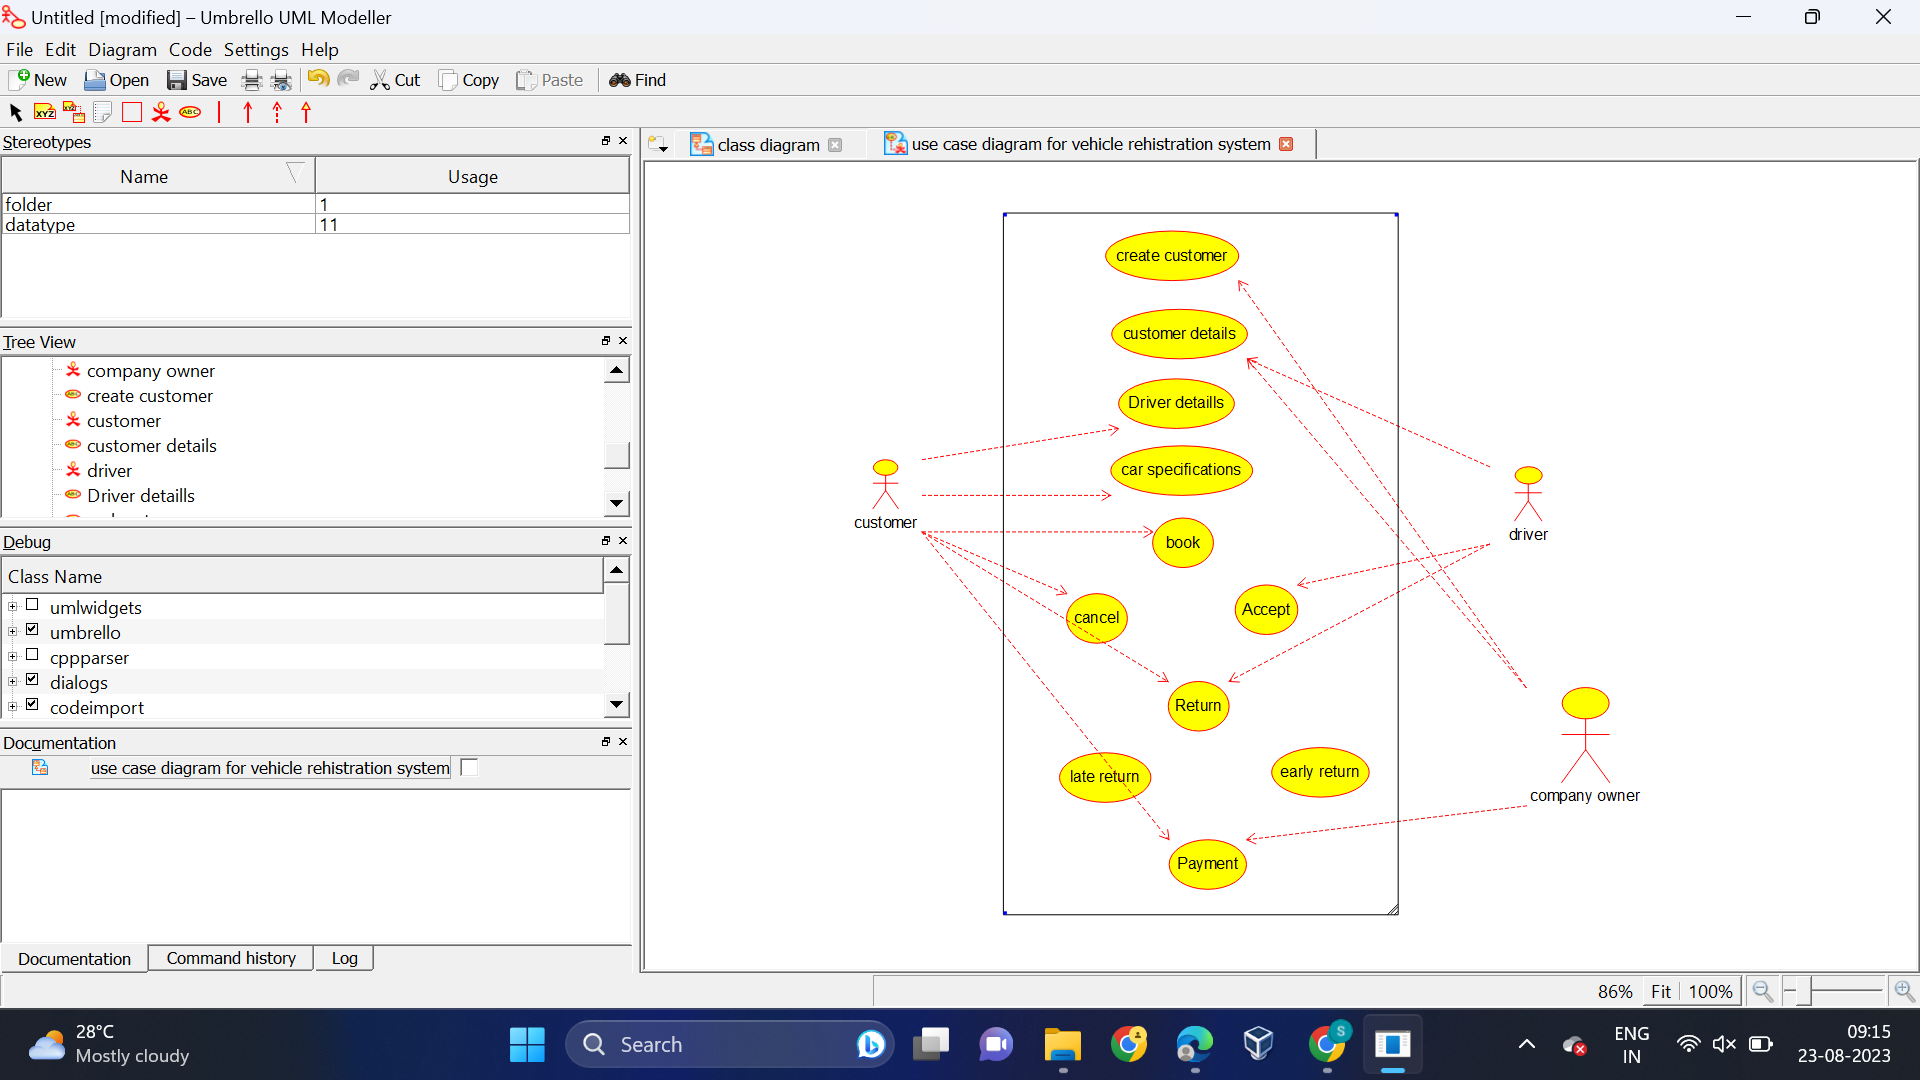 Untitled [modified] – Umbrello UML Modeller
File Edit Diagram Code Settings Help
New Open Save Cut Copy Paste Find
XYZ XYZ ABC
Stereotypes
Name Usage
folder 1
datatype 11
Tree View
company owner
create customer
customer
customer details
driver
Driver detaills
Debug
Class Name
umlwidgets
umbrello
cppparser
dialogs
codeimport
Documentation
use case diagram for vehicle rehistration system
Documentation Command history Log
class diagram
use case diagram for vehicle rehistration system
create customer
customer details
Driver detaills
car specifications
customer
driver
book
Accept
cancel
Return
late return
early return
company owner
Payment
86% Fit 100%
28°C
Mostly cloudy
Search
S
ENG
IN
09:15
23-08-2023